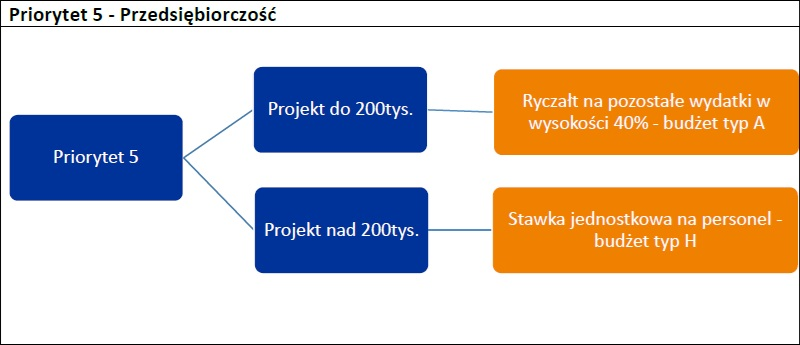 Priorytet 5 - Przedsiębiorczość
Priorytet 5
Projekt do 200tys.
Ryczałt na pozostałe wydatki w
wysokości 40% - budżet typ A
Projekt nad 200tys.
Stawka jednostkowa na personel -
budżet typ H